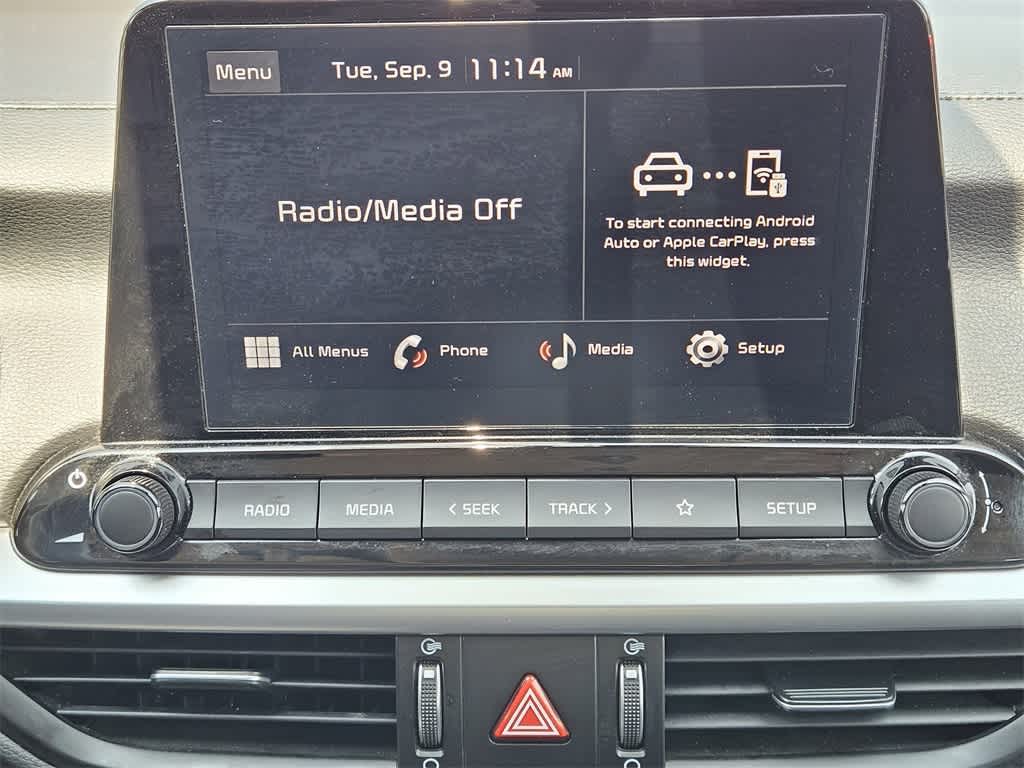 Menu
Tue, Sep. 9
11:14 AM
Radio/Media Off
To start connecting Android
Auto or Apple CarPlay, press
this widget.
All Menus
Phone
Media
Setup
RADIO
MEDIA
< SEEK
TRACK >
SETUP